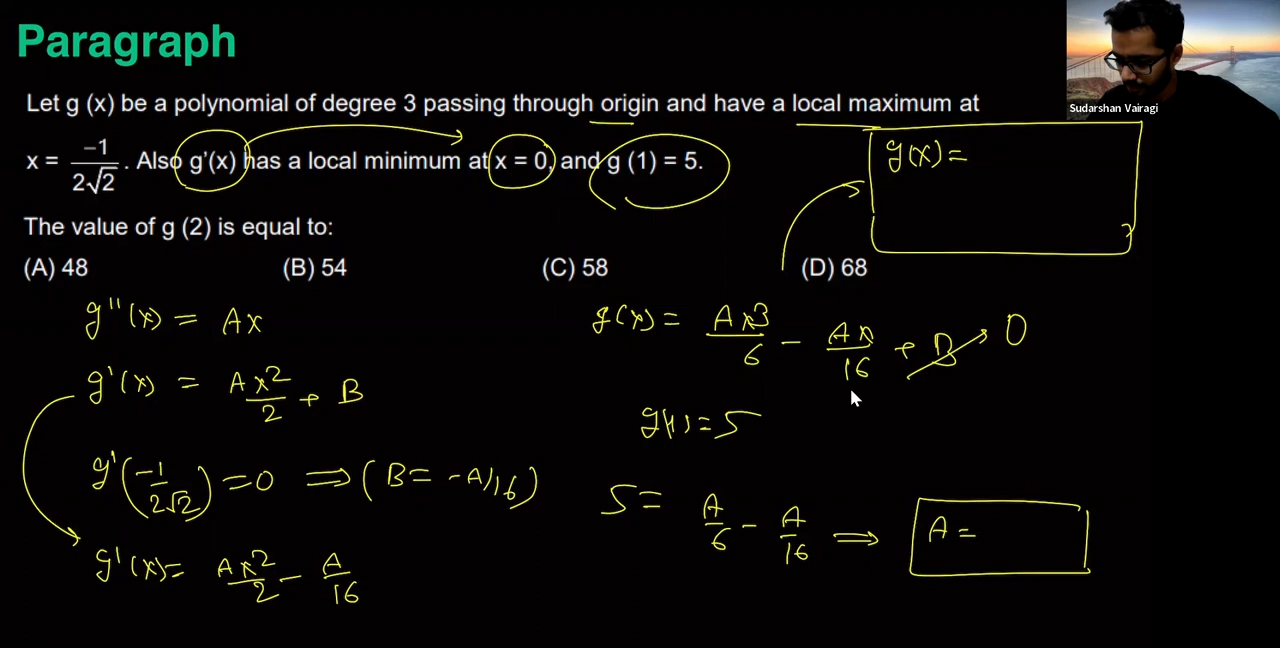 Paragraph
Sudarshan Vairagi
Let g (x) be a polynomial of degree 3 passing through origin and have a local maximum at
x = -1/2√2 . Also g'(x) has a local minimum at x = 0, and g (1) = 5.
g(x) =
The value of g (2) is equal to:
(A) 48 (B) 54 (C) 58 (D) 68
g''(x) = Ax
g'(x) = Ax²/2 + B
g'(-1/2√2) = 0 ⟹ (B = -A/16)
g'(x) = Ax²/2 - A/16
g(x) = Ax³/6 - Ax/16 + D → 0
g(1) = 5
5 = A/6 - A/16 ⟹ A =